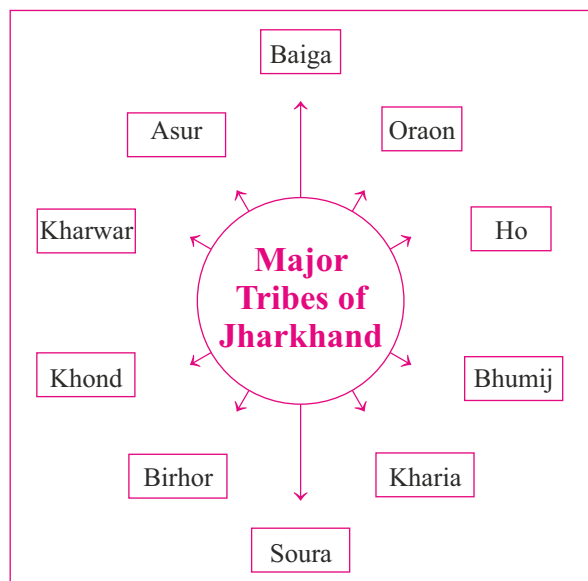 Baiga
Asur
Oraon
Kharwar
Ho
Major
Tribes of
Jharkhand
Khond
Bhumij
Birhor
Kharia
Soura